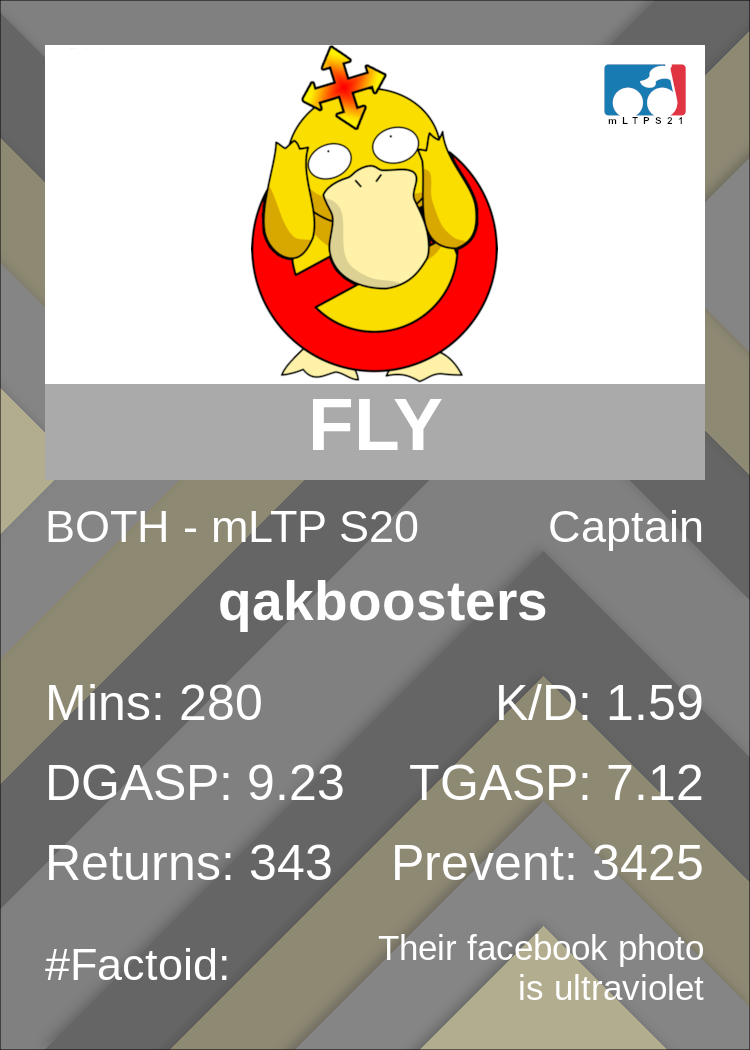 mLTPS21
FLY
BOTH - mLTP S20 Captain
qakboosters
Mins: 280 K/D: 1.59
DGASP: 9.23 TGASP: 7.12
Returns: 343 Prevent: 3425
#Factoid:
Their facebook photo
is ultraviolet